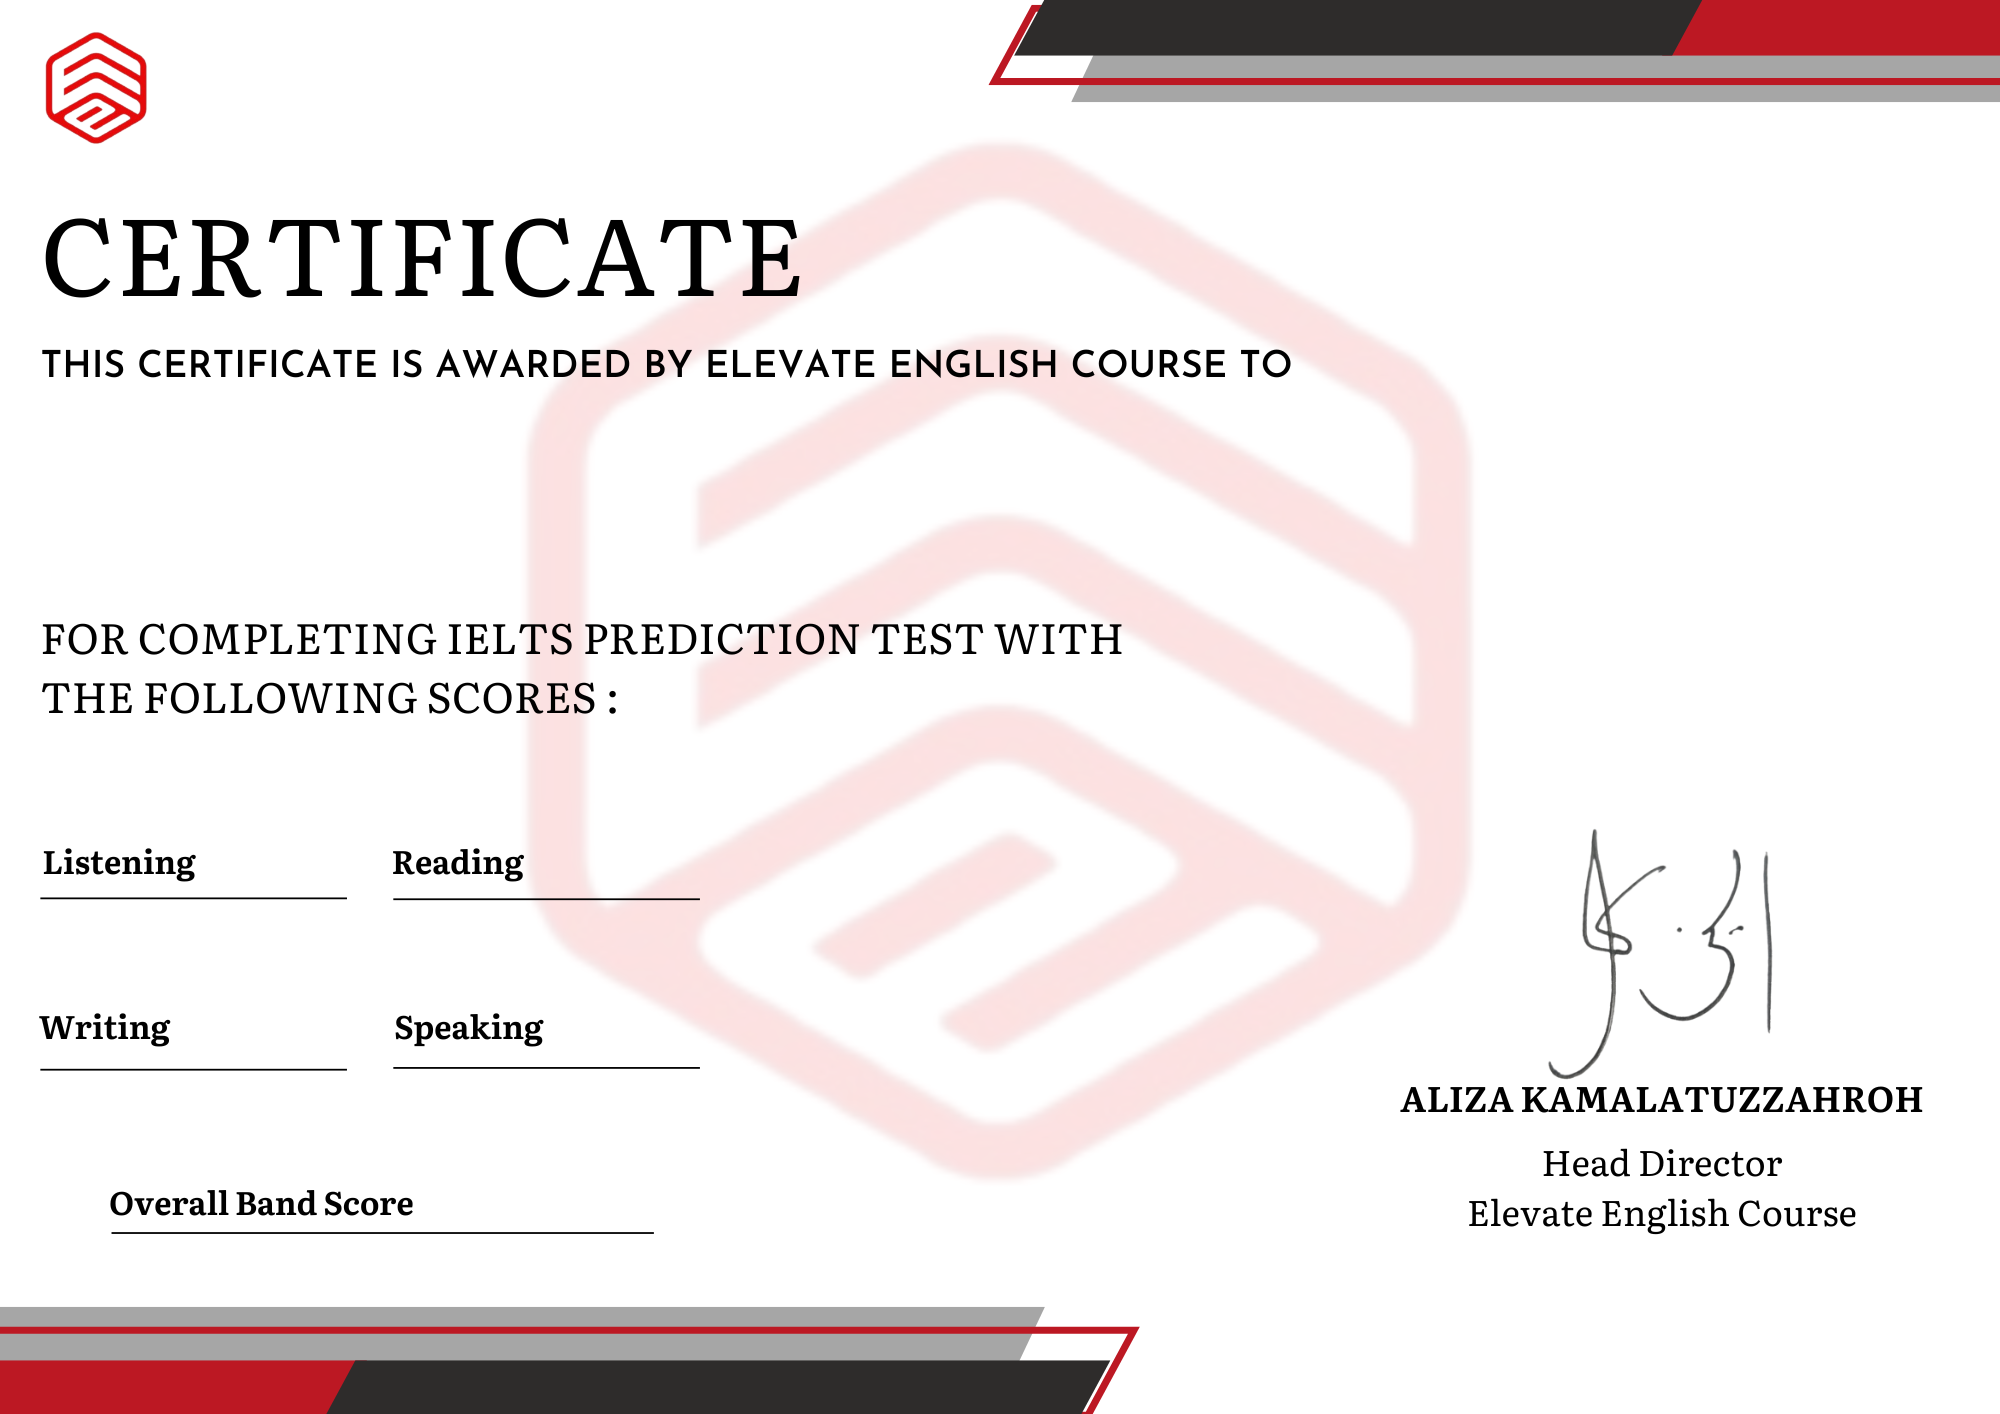 CERTIFICATE
THIS CERTIFICATE IS AWARDED BY ELEVATE ENGLISH COURSE TO
FOR COMPLETING IELTS PREDICTION TEST WITH
THE FOLLOWING SCORES :
Listening
Reading
Writing
Speaking
Overall Band Score
ALIZA KAMALATUZZAHROH
Head Director
Elevate English Course